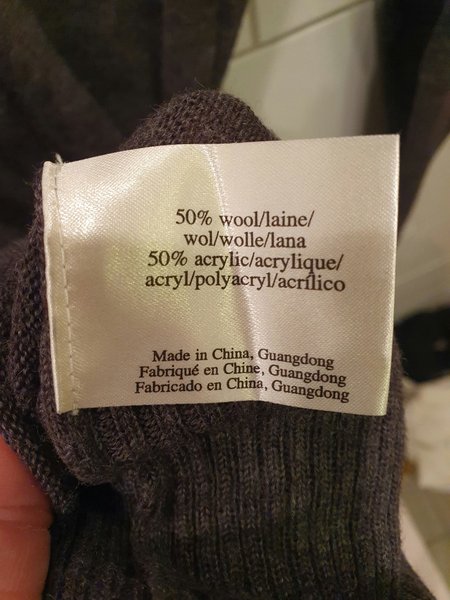 50% wool/laine/
wol/wolle/lana
50% acrylic/acrylique/
acryl/polyacryl/acrílico
Made in China, Guangdong
Fabriqué en Chine, Guangdong
Fabricado en China, Guangdong